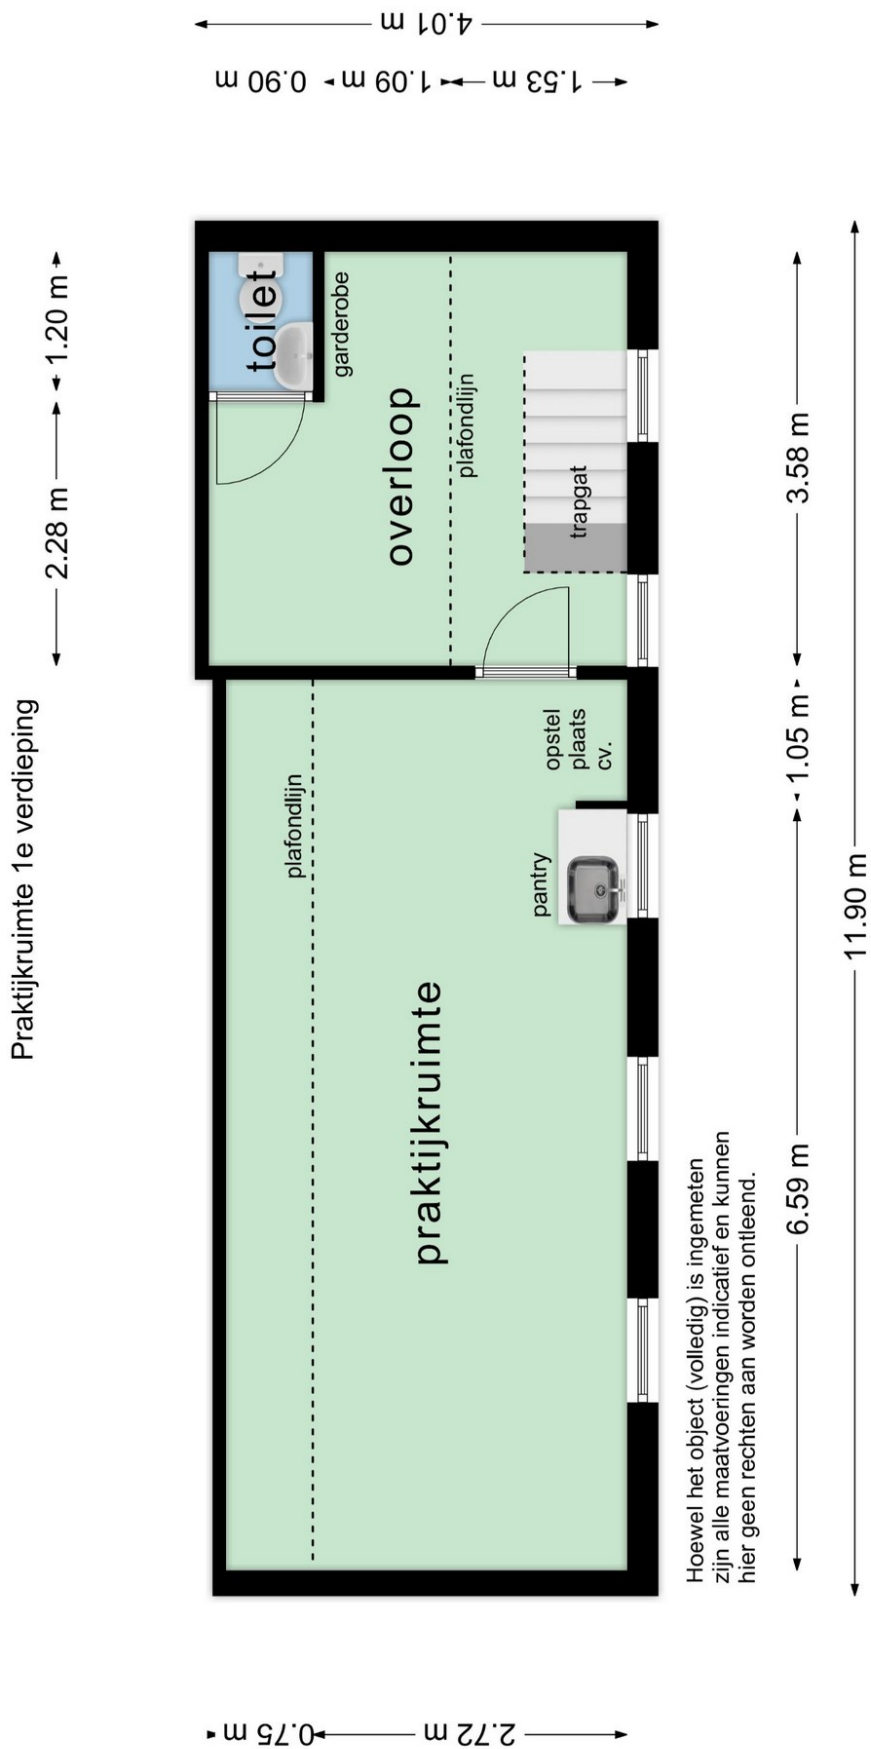 Praktijkruimte 1e verdieping
2.28 m
1.20 m
0.75 m
2.72 m
plafondlijn
praktijkruimte
pantry
opstel
plaats
cv.
toilet
garderobe
overloop
plafondlijn
trapgat
0.90 m
1.09 m
1.53 m
4.01 m
Hoewel het object (volledig) is ingemeten
zijn alle maatvoeringen indicatief en kunnen
hier geen rechten aan worden ontleend.
6.59 m
1.05 m
3.58 m
11.90 m